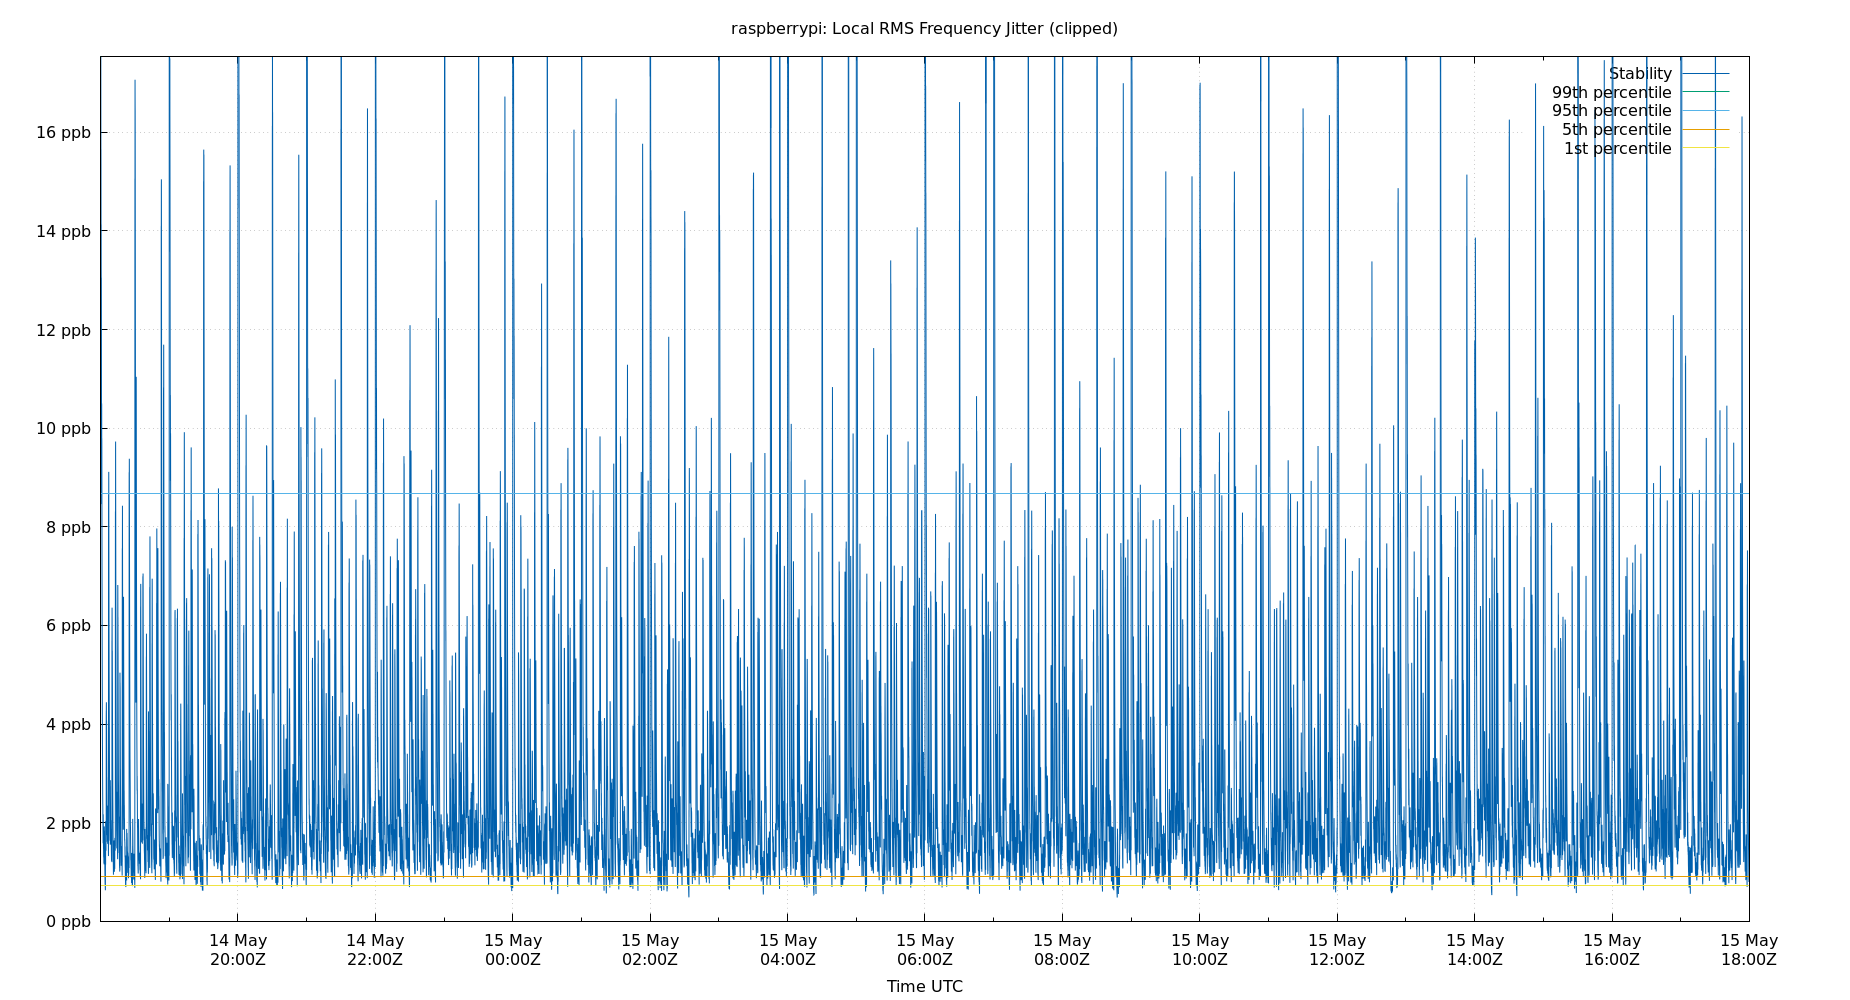 raspberrypi: Local RMS Frequency Jitter (clipped)
Stability
99th percentile
95th percentile
5th percentile
1st percentile
16 ppb
14 ppb
12 ppb
10 ppb
8 ppb
6 ppb
4 ppb
2 ppb
0 ppb
14 May 14 May 15 May 15 May 15 May 15 May 15 May 15 May 15 May 15 May 15 May 15 May
20:00Z 22:00Z 00:00Z 02:00Z 04:00Z 06:00Z 08:00Z 10:00Z 12:00Z 14:00Z 16:00Z 18:00Z
Time UTC